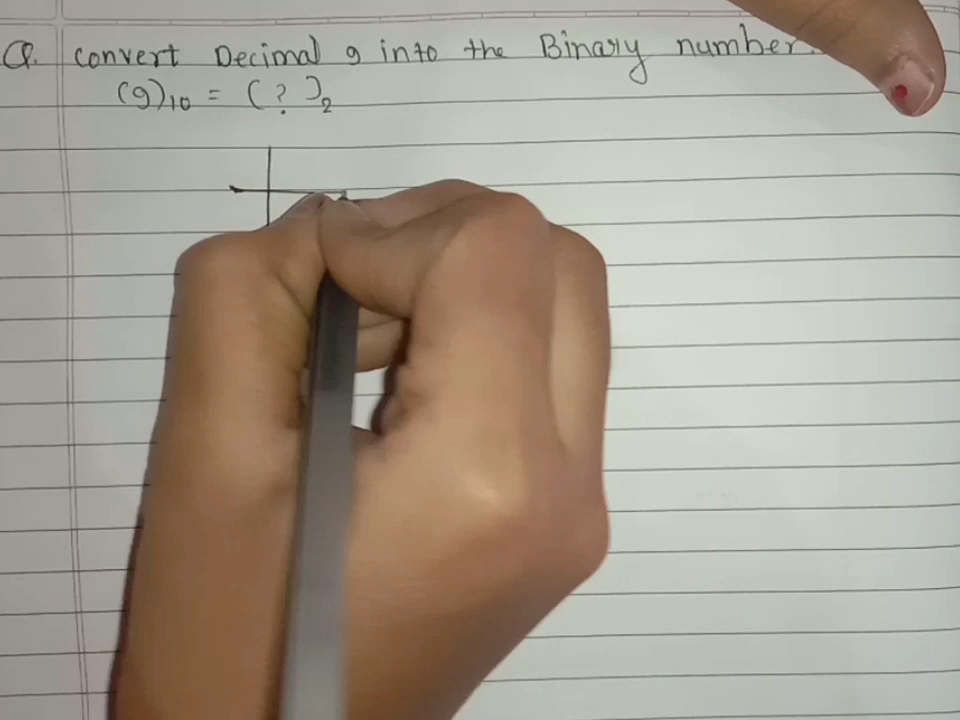 Q. convert Decimal 9 into the Binary number.
(9)10 = ( ? )2